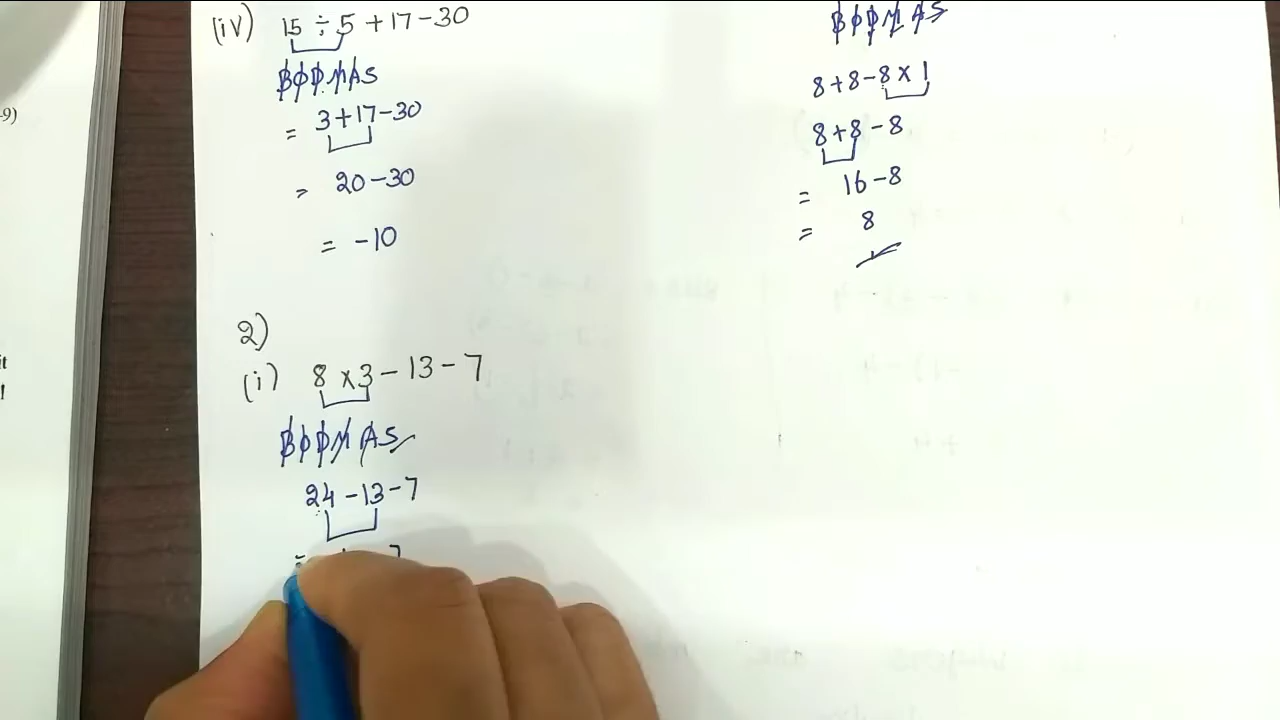 (iv) 15 ÷ 5 + 17 - 30
BODMAS
= 3 + 17 - 30
= 20 - 30
= -10
2)
(i) 8 × 3 - 13 - 7
BODMAS
24 - 13 - 7
=
BODMAS
8 + 8 - 8 × 1
8 + 8 - 8
= 16 - 8
= 8
-9)